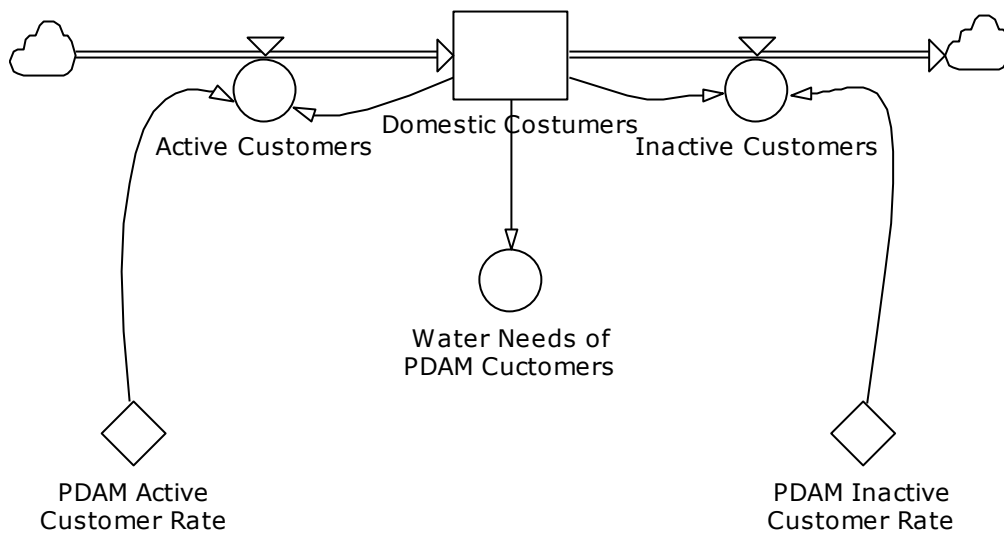 Domestic Costumers
Active Customers
Inactive Customers
Water Needs of
PDAM Cuctomers
PDAM Active
Customer Rate
PDAM Inactive
Customer Rate